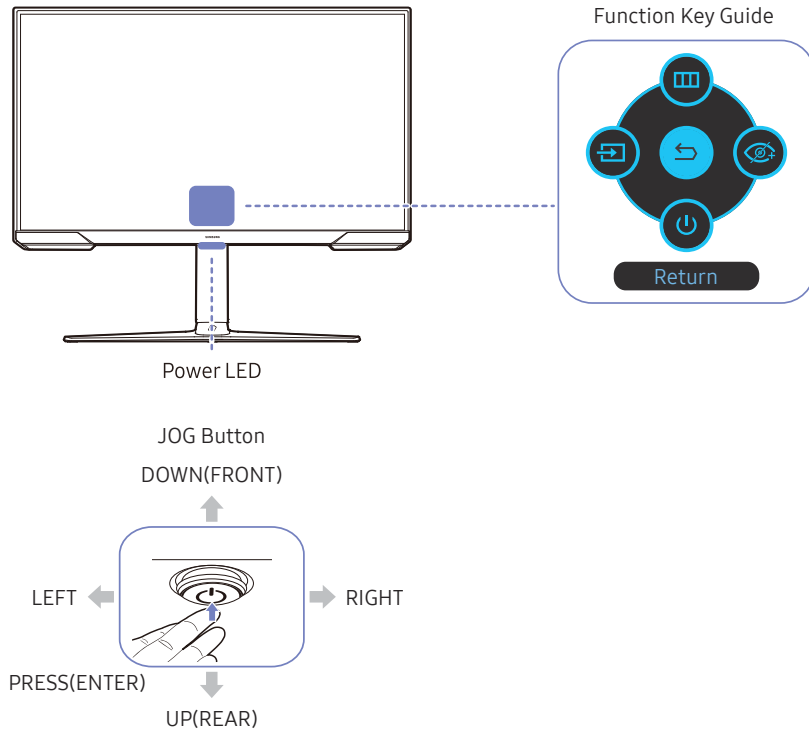 Function Key Guide
Return
Power LED
JOG Button
DOWN(FRONT)
LEFT
RIGHT
PRESS(ENTER)
UP(REAR)